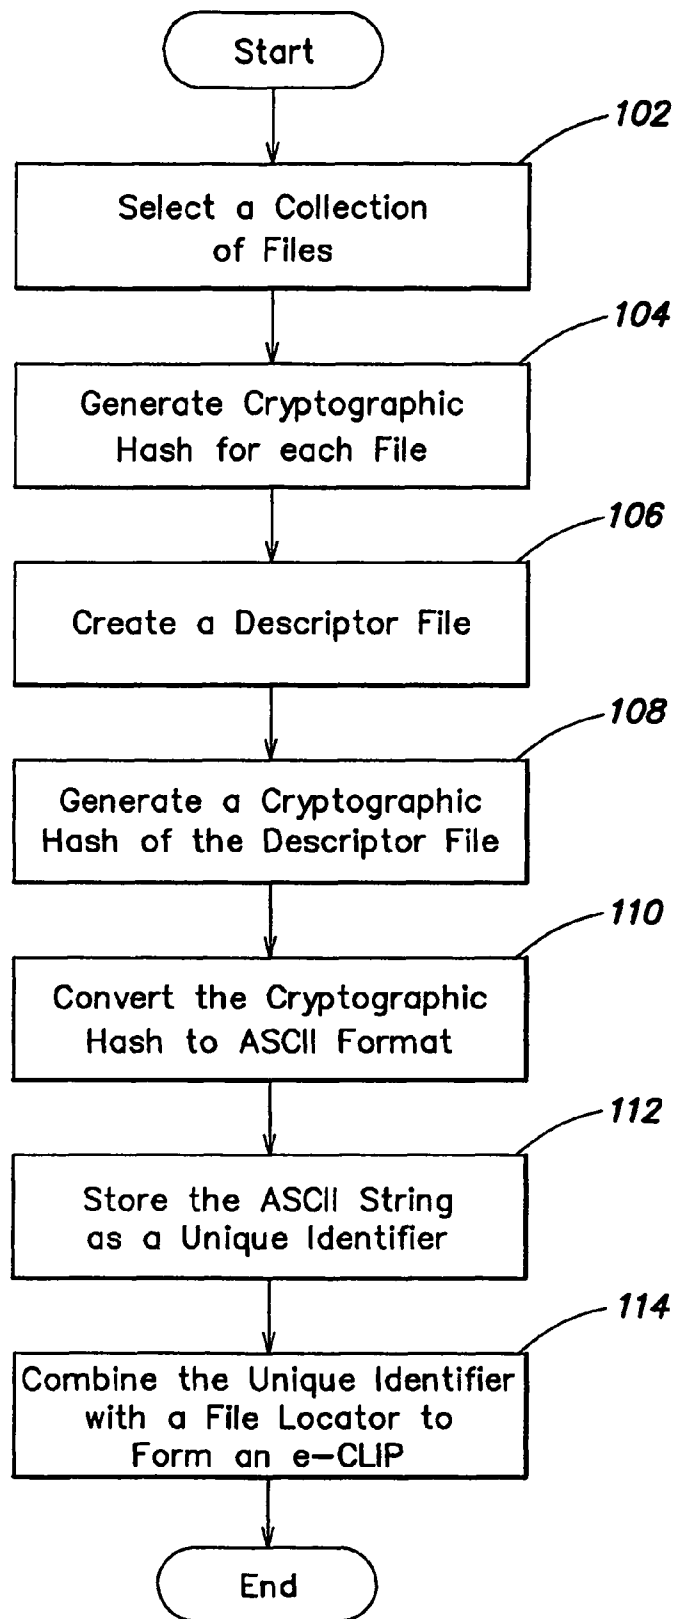 Start
102
Select a Collection
of Files
104
Generate Cryptographic
Hash for each File
106
Create a Descriptor File
108
Generate a Cryptographic
Hash of the Descriptor File
110
Convert the Cryptographic
Hash to ASCII Format
112
Store the ASCII String
as a Unique Identifier
114
Combine the Unique Identifier
with a File Locator to
Form an e-CLIP
End